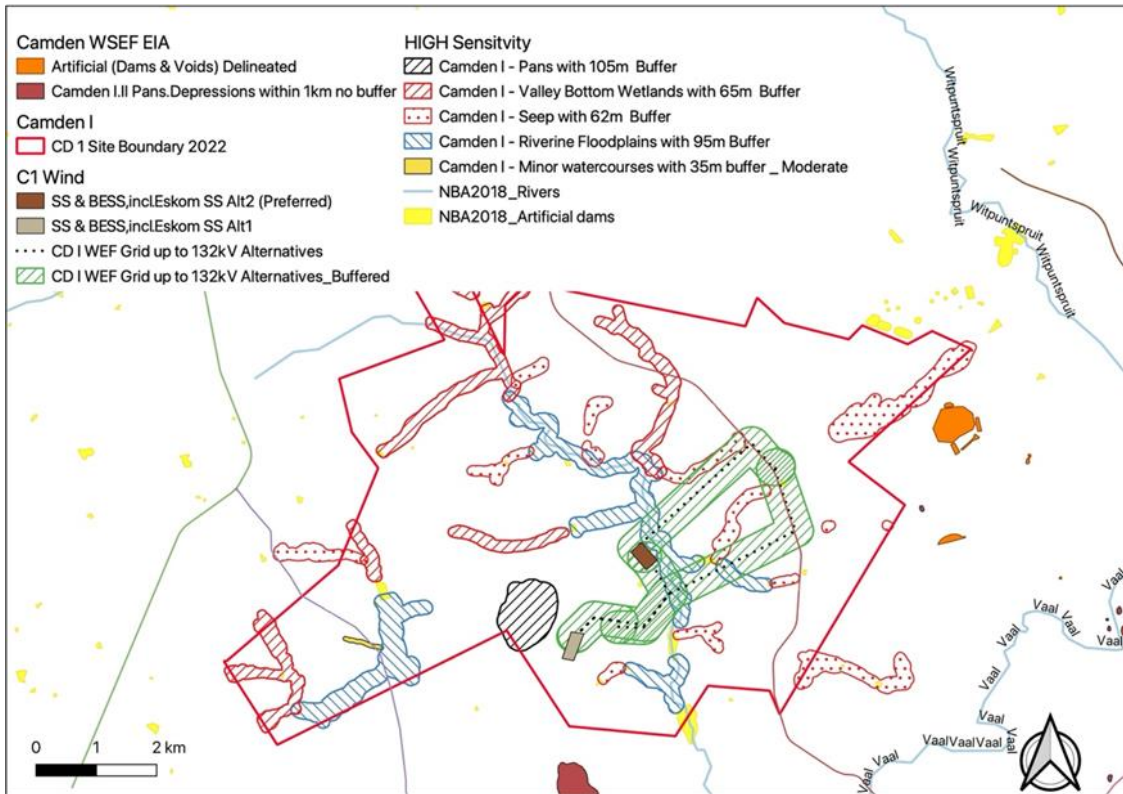 Camden WSEF EIA
Artificial (Dams & Voids) Delineated
Camden I.II Pans.Depressions within 1km no buffer
Camden I
CD 1 Site Boundary 2022
C1 Wind
SS & BESS,incl.Eskom SS Alt2 (Preferred)
SS & BESS,incl.Eskom SS Alt1
CD I WEF Grid up to 132kV Alternatives
CD I WEF Grid up to 132kV Alternatives_Buffered
HIGH Sensitvity
Camden I - Pans with 105m Buffer
Camden I - Valley Bottom Wetlands with 65m Buffer
Camden I - Seep with 62m Buffer
Camden I - Riverine Floodplains with 95m Buffer
Camden I - Minor watercourses with 35m buffer _ Moderate
NBA2018_Rivers
NBA2018_Artificial dams
Witpuntspruit
Witpuntspruit
Witpuntspruit
Witpuntspruit
Vaal
Vaal
Vaal
Vaal
Vaal
Vaal
Vaal
Vaal
Vaal Vaal Vaal
0 1 2 km